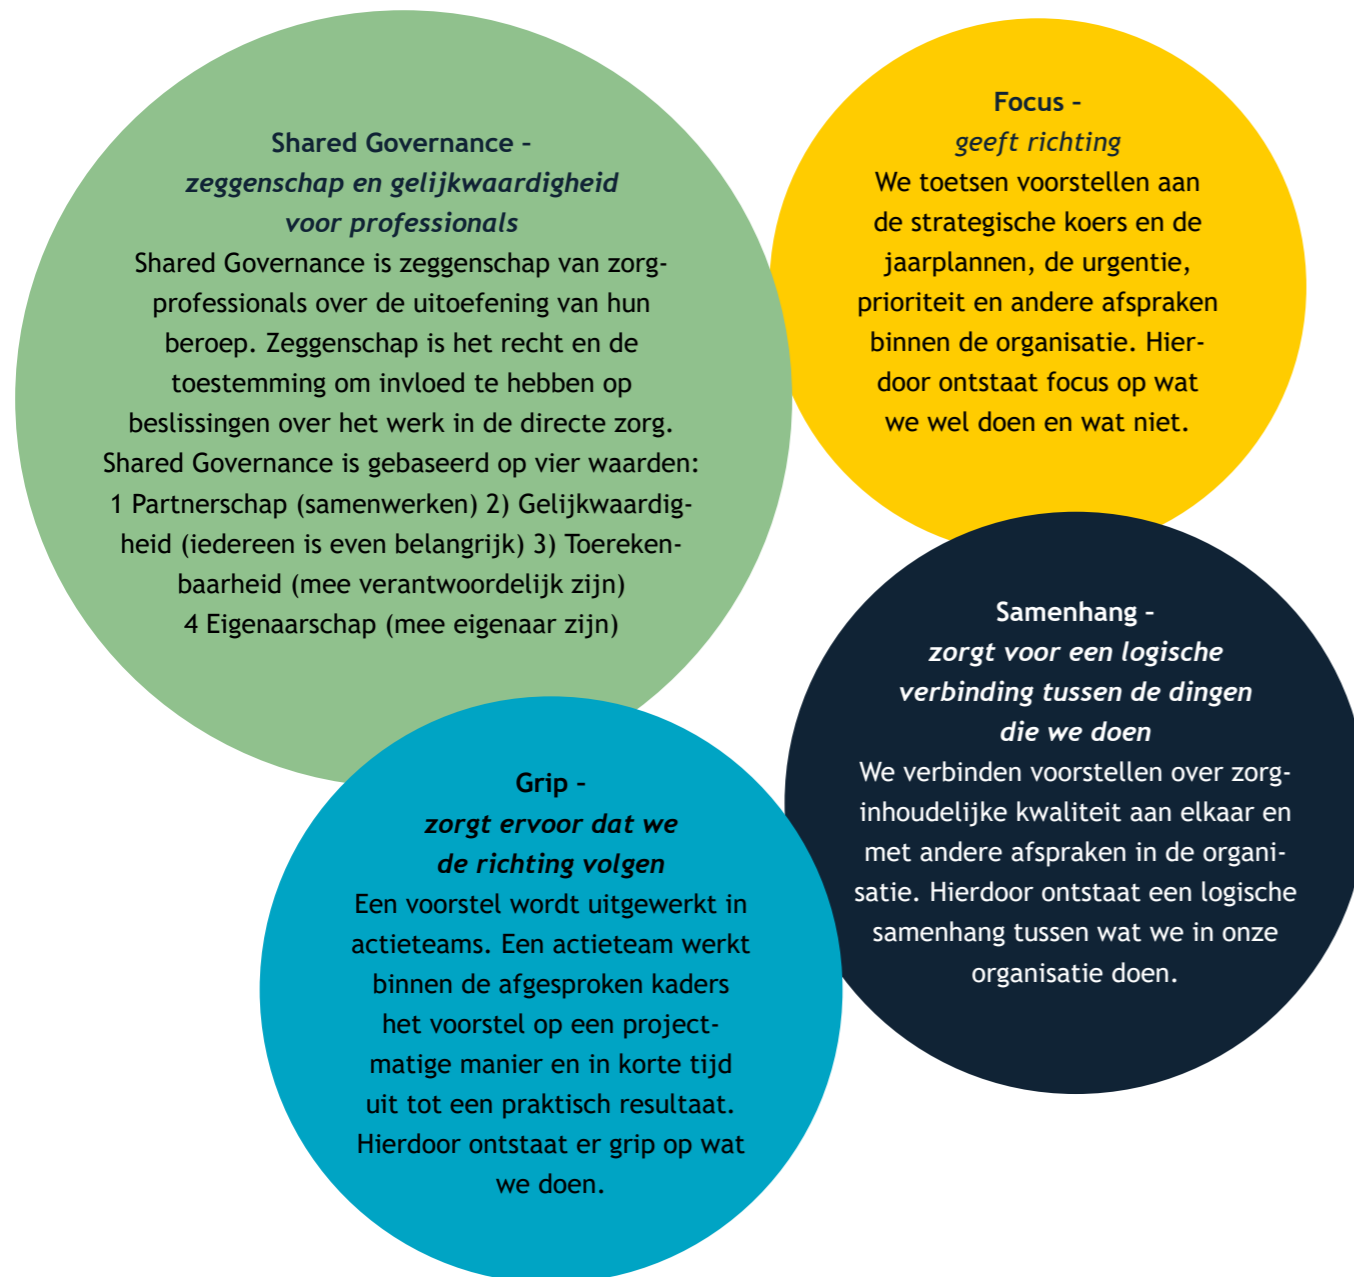 Shared Governance –
zeggenschap en gelijkwaardigheid
voor professionals
Shared Governance is zeggenschap van zorg-
professionals over de uitoefening van hun
beroep. Zeggenschap is het recht en de
toestemming om invloed te hebben op
beslissingen over het werk in de directe zorg.
Shared Governance is gebaseerd op vier waarden:
1 Partnerschap (samenwerken) 2) Gelijkwaardig-
heid (iedereen is even belangrijk) 3) Toereken-
baarheid (mee verantwoordelijk zijn)
4 Eigenaarschap (mee eigenaar zijn)
Focus –
geeft richting
We toetsen voorstellen aan
de strategische koers en de
jaarplannen, de urgentie,
prioriteit en andere afspraken
binnen de organisatie. Hier-
door ontstaat focus op wat
we wel doen en wat niet.
Samenhang –
zorgt voor een logische
verbinding tussen de dingen
die we doen
We verbinden voorstellen over zorg-
inhoudelijke kwaliteit aan elkaar en
met andere afspraken in de organi-
satie. Hierdoor ontstaat een logische
samenhang tussen wat we in onze
organisatie doen.
Grip –
zorgt ervoor dat we
de richting volgen
Een voorstel wordt uitgewerkt in
actieteams. Een actieteam werkt
binnen de afgesproken kaders
het voorstel op een project-
matige manier en in korte tijd
uit tot een praktisch resultaat.
Hierdoor ontstaat er grip op wat
we doen.